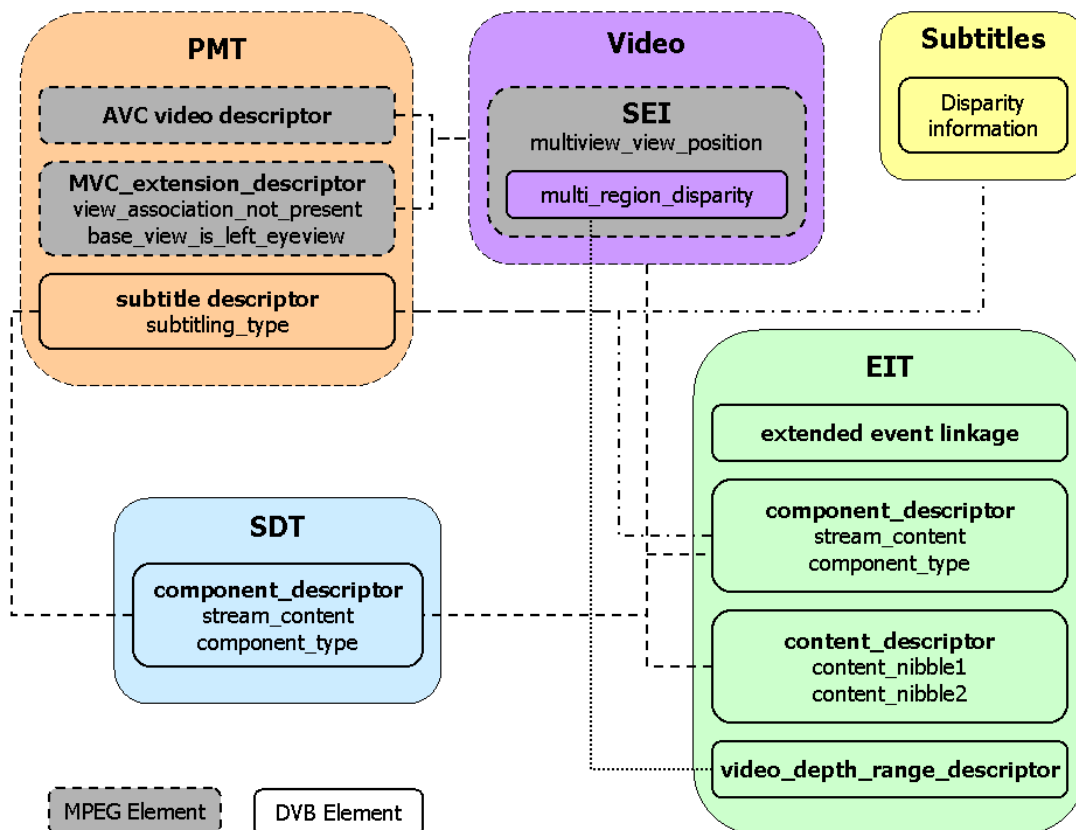 PMT
AVC video descriptor
MVC_extension_descriptor
view_association_not_present
base_view_is_left_eyeview
subtitle descriptor
subtitling_type
Video
SEI
multiview_view_position
multi_region_disparity
Subtitles
Disparity
information
EIT
extended event linkage
component_descriptor
stream_content
component_type
content_descriptor
content_nibble1
content_nibble2
video_depth_range_descriptor
SDT
component_descriptor
stream_content
component_type
MPEG Element
DVB Element